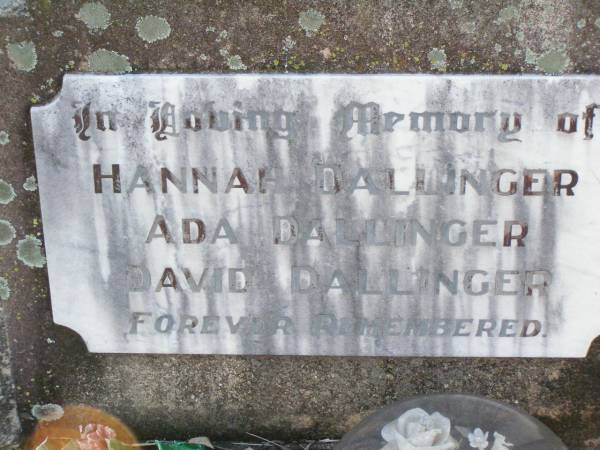 In Loving Memory of
HANNAH DALLINGER
ADA DALLINGER
DAVID DALLINGER
FOREVER REMEMBERED.